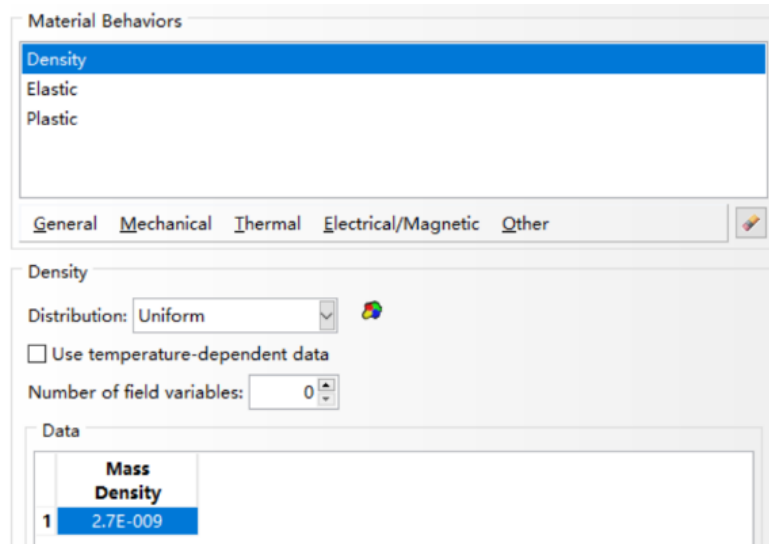 Material Behaviors
Density
Elastic
Plastic
General Mechanical Thermal Electrical/Magnetic Other
Density
Distribution: Uniform
Use temperature-dependent data
Number of field variables: 0
Data
Mass
Density
1 2.7E-009